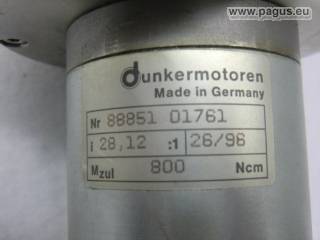 www.pagus.eu
dunkermotoren
Made in Germany
Nr 88851 01761
i 28,12 :1 26/96
Mzul 800 Ncm